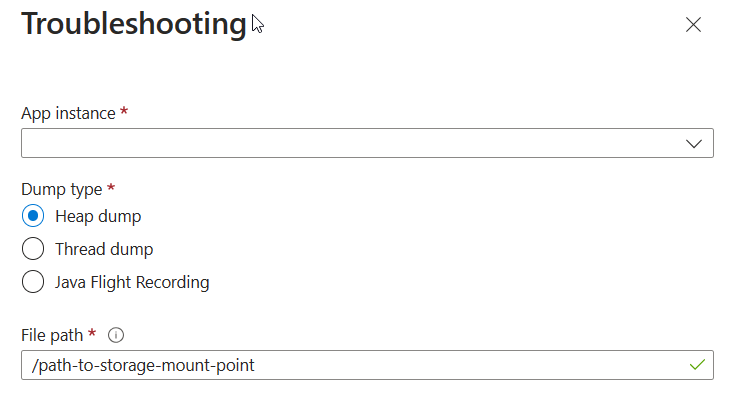 Troubleshooting
App instance *
Dump type *
Heap dump
Thread dump
Java Flight Recording
File path *
/path-to-storage-mount-point